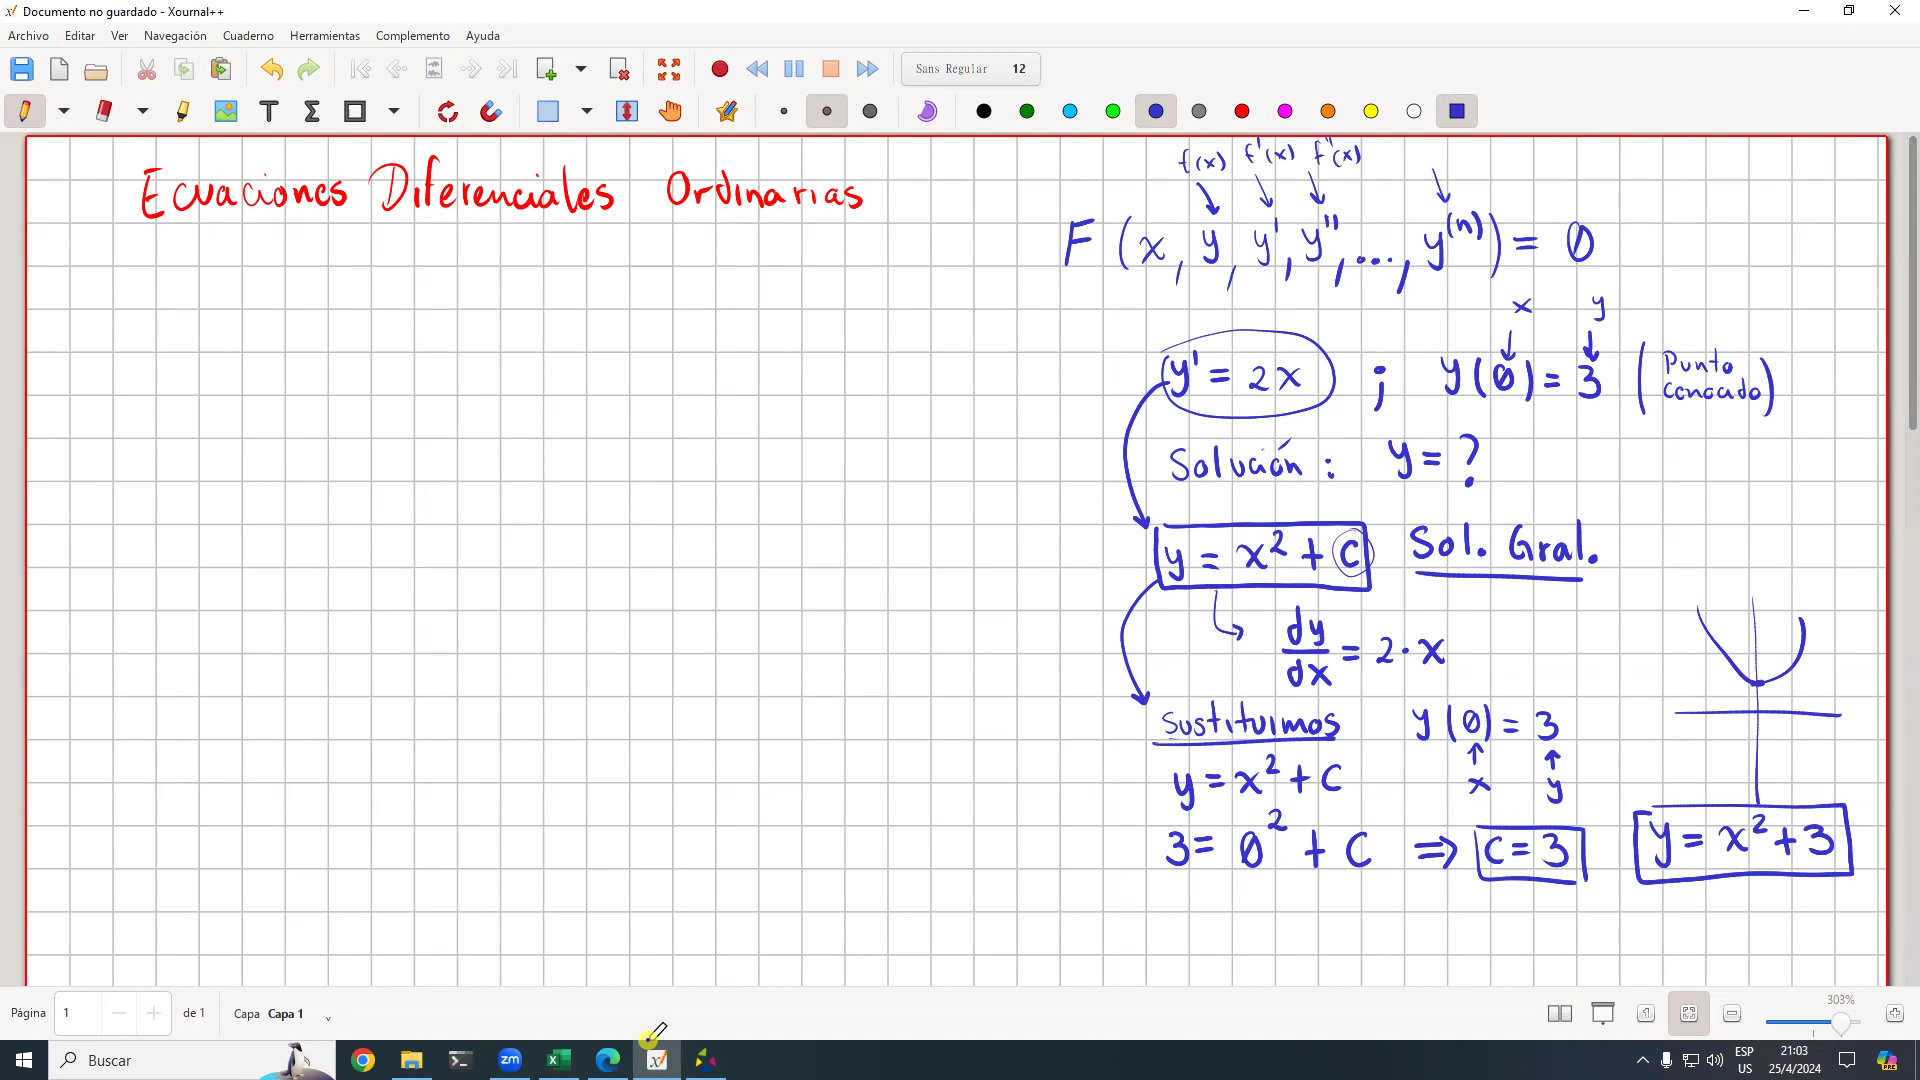 Documento no guardado - Xournal++
Archivo Editar Ver Navegación Cuaderno Herramientas Complemento Ayuda
Sans Regular 12
Ecuaciones Diferenciales Ordinarias
f(x) f'(x) f''(x)
F (x, y, y', y'', ..., y^(n)) = 0
x y
y' = 2x ; y(0) = 3 (Punto
Conocido)
Solución: y = ?
y = x² + C Sol. Gral.
dy/dx = 2·x
Sustituimos y(0) = 3
y = x² + C x y
3 = 0² + C ⇒ C = 3 y = x² + 3
Página 1 de 1 Capa Capa 1 303%
Buscar
zm
ESP
US
21:03
25/4/2024
PRE